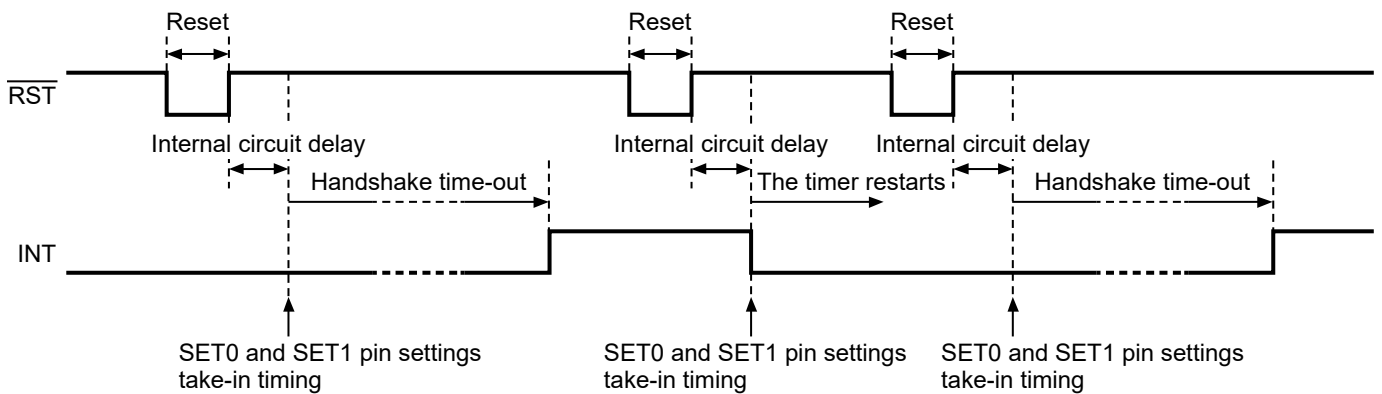 Reset Reset Reset
RST
Internal circuit delay Internal circuit delay Internal circuit delay
Handshake time-out The timer restarts Handshake time-out
INT
SET0 and SET1 pin settings SET0 and SET1 pin settings SET0 and SET1 pin settings
take-in timing take-in timing take-in timing